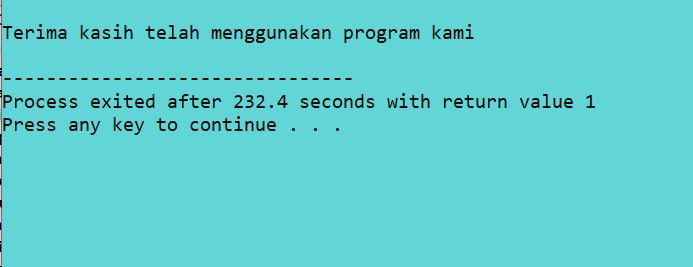 Terima kasih telah menggunakan program kami
--------------------------------
Process exited after 232.4 seconds with return value 1
Press any key to continue . . .